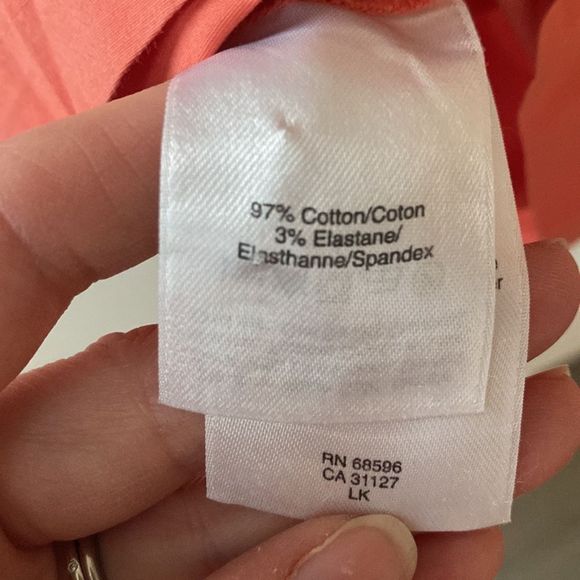 97% Cotton/Coton
3% Elastane/
Elasthanne/Spandex
RN 68596
CA 31127
LK